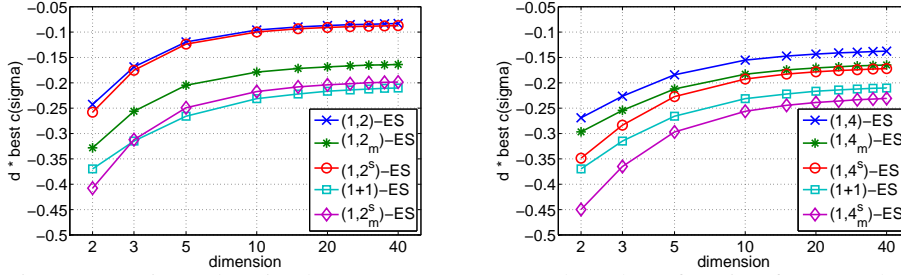 −0.05
−0.1
−0.15
−0.2
−0.25
−0.3
−0.35
−0.4
−0.45
−0.5
d * best c(sigma)
2 3 5 10 20 40
dimension
(1,2)−ES
(1,2m)−ES
(1,2s)−ES
(1+1)−ES
(1,2sm)−ES
−0.05
−0.1
−0.15
−0.2
−0.25
−0.3
−0.35
−0.4
−0.45
−0.5
d * best c(sigma)
2 3 5 10 20 40
dimension
(1,4)−ES
(1,4m)−ES
(1,4s)−ES
(1+1)−ES
(1,4sm)−ES